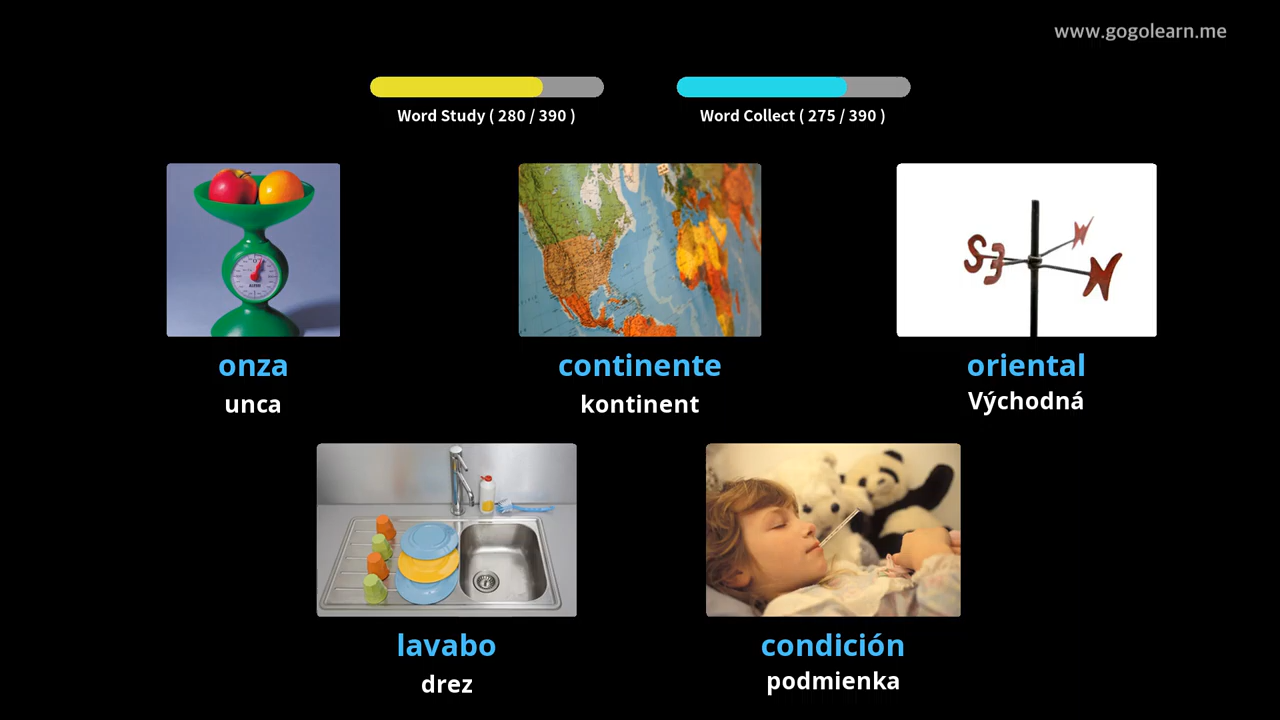 www.gogolearn.me
Word Study ( 280 / 390 )
Word Collect ( 275 / 390 )
onza
unca
continente
kontinent
oriental
Východná
lavabo
drez
condición
podmienka